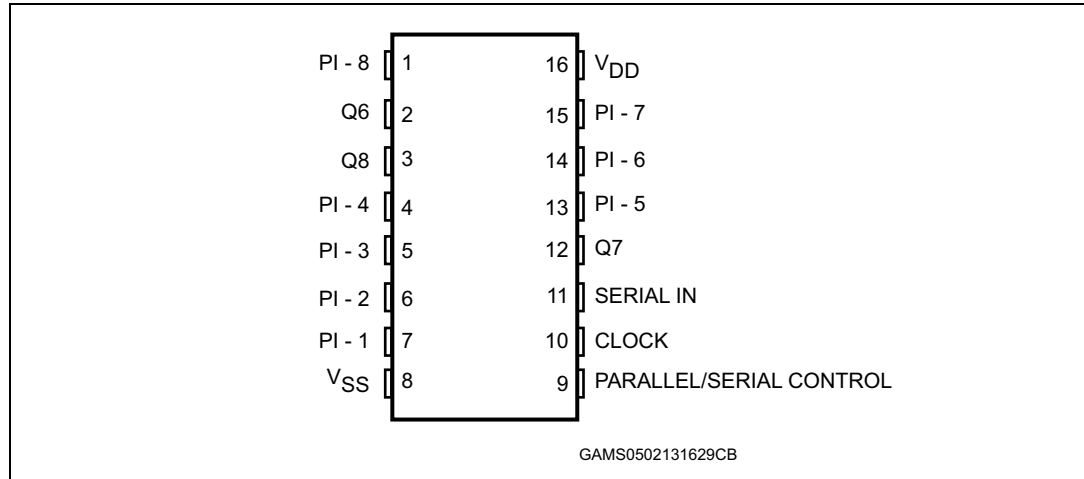 PI - 8 1 16 VDD
Q6 2 15 PI - 7
Q8 3 14 PI - 6
PI - 4 4 13 PI - 5
PI - 3 5 12 Q7
PI - 2 6 11 SERIAL IN
PI - 1 7 10 CLOCK
VSS 8 9 PARALLEL/SERIAL CONTROL
GAMS0502131629CB